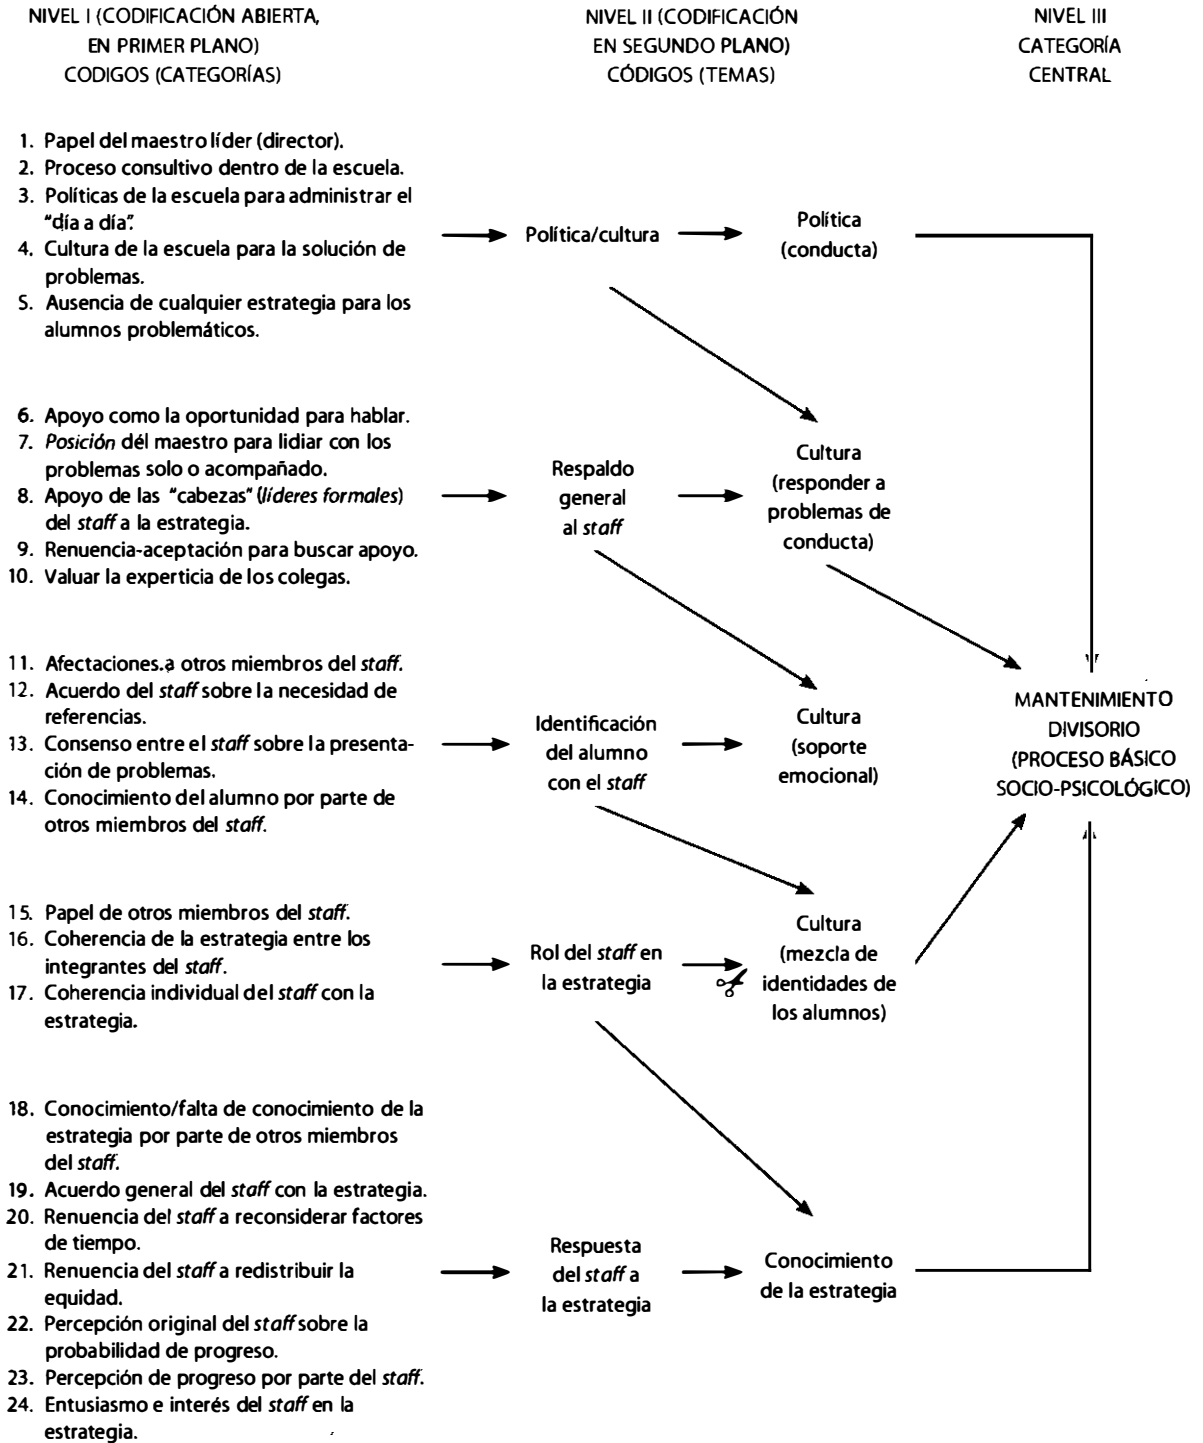 NIVEL I (CODIFICACIÓN ABIERTA,
EN PRIMER PLANO)
CODIGOS (CATEGORÍAS)
NIVEL II (CODIFICACIÓN
EN SEGUNDO PLANO)
CÓDIGOS (TEMAS)
NIVEL III
CATEGORÍA
CENTRAL
1. Papel del maestro líder (director).
2. Proceso consultivo dentro de la escuela.
3. Políticas de la escuela para administrar el
"día a día".
4. Cultura de la escuela para la solución de
problemas.
5. Ausencia de cualquier estrategia para los
alumnos problemáticos.
Política/cultura
Política
(conducta)
6. Apoyo como la oportunidad para hablar.
7. Posición del maestro para lidiar con los
problemas solo o acompañado.
8. Apoyo de las "cabezas" (líderes formales)
del staff a la estrategia.
9. Renuencia-aceptación para buscar apoyo.
10. Valuar la experticia de los colegas.
Respaldo
general
al staff
Cultura
(responder a
problemas de
conducta)
11. Afectaciones a otros miembros del staff.
12. Acuerdo del staff sobre la necesidad de
referencias.
13. Consenso entre el staff sobre la presenta-
ción de problemas.
14. Conocimiento del alumno por parte de
otros miembros del staff.
Identificación
del alumno
con el staff
Cultura
(soporte
emocional)
MANTENIMIENTO
DIVISORIO
(PROCESO BÁSICO
SOCIO-PSICOLÓGICO)
15. Papel de otros miembros del staff.
16. Coherencia de la estrategia entre los
integrantes del staff.
17. Coherencia individual del staff con la
estrategia.
Rol del staff en
la estrategia
Cultura
(mezcla de
identidades de
los alumnos)
18. Conocimiento/falta de conocimiento de la
estrategia por parte de otros miembros
del staff.
19. Acuerdo general del staff con la estrategia.
20. Renuencia del staff a reconsiderar factores
de tiempo.
21. Renuencia del staff a redistribuir la
equidad.
22. Percepción original del staff sobre la
probabilidad de progreso.
23. Percepción de progreso por parte del staff.
24. Entusiasmo e interés del staff en la
estrategia.
Respuesta
del staff a
la estrategia
Conocimiento
de la estrategia